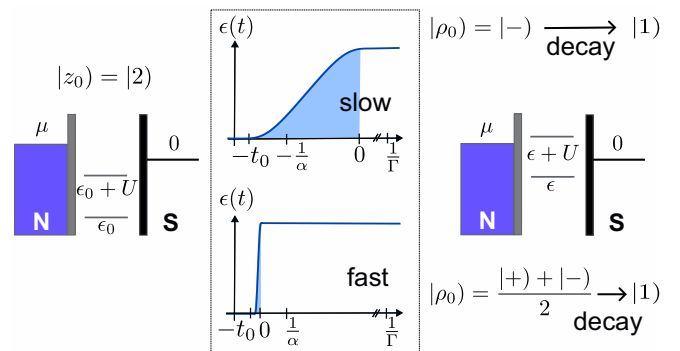 |z₀) = |2)
μ
0
ϵ₀ + U
ϵ₀
N
S
ϵ(t)
slow
−t₀ −1/α 0 1/Γ
ϵ(t)
fast
−t₀ 0 1/α 1/Γ
|ρ₀) = |−) ⟶ |1)
decay
μ
0
ϵ + U
ϵ
N
S
|ρ₀) = |+) + |−) / 2 ⟶ |1)
decay